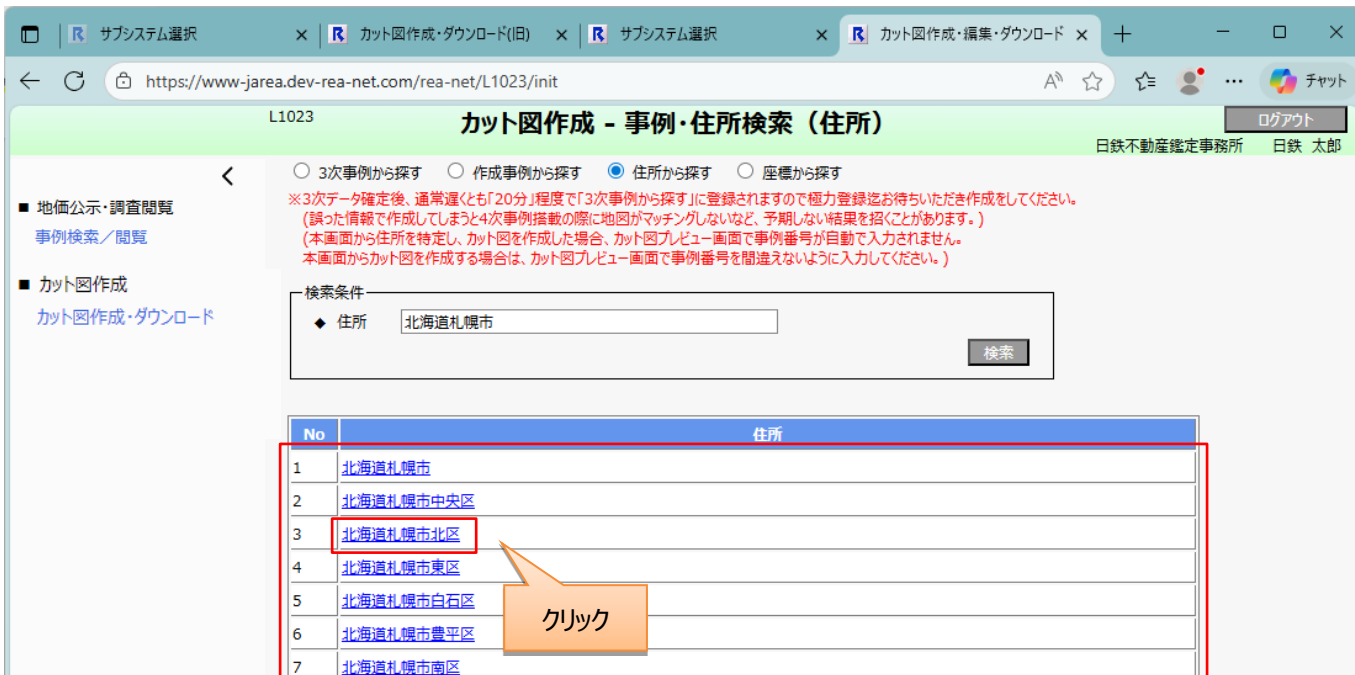 サブシステム選択
カット図作成・ダウンロード(旧)
サブシステム選択
カット図作成・編集・ダウンロード
https://www-jarea.dev-rea-net.com/rea-net/L1023/init
チャット
L1023
カット図作成 - 事例・住所検索（住所）
ログアウト
日鉄不動産鑑定事務所 日鉄 太郎
■ 地価公示・調査閲覧
事例検索／閲覧
■ カット図作成
カット図作成・ダウンロード
3次事例から探す 作成事例から探す 住所から探す 座標から探す
※3次データ確定後、通常遅くとも「20分」程度で「3次事例から探す」に登録されますので極力登録迄お待ちいただき作成をしてください。
(誤った情報で作成してしまうと4次事例搭載の際に地図がマッチングしないなど、予期しない結果を招くことがあります。)
(本画面から住所を特定し、カット図を作成した場合、カット図プレビュー画面で事例番号が自動で入力されません。
本画面からカット図を作成する場合は、カット図プレビュー画面で事例番号を間違えないように入力してください。)
検索条件
◆ 住所 北海道札幌市
検索
No 住所
1 北海道札幌市
2 北海道札幌市中央区
3 北海道札幌市北区
4 北海道札幌市東区
5 北海道札幌市白石区
6 北海道札幌市豊平区
7 北海道札幌市南区
クリック